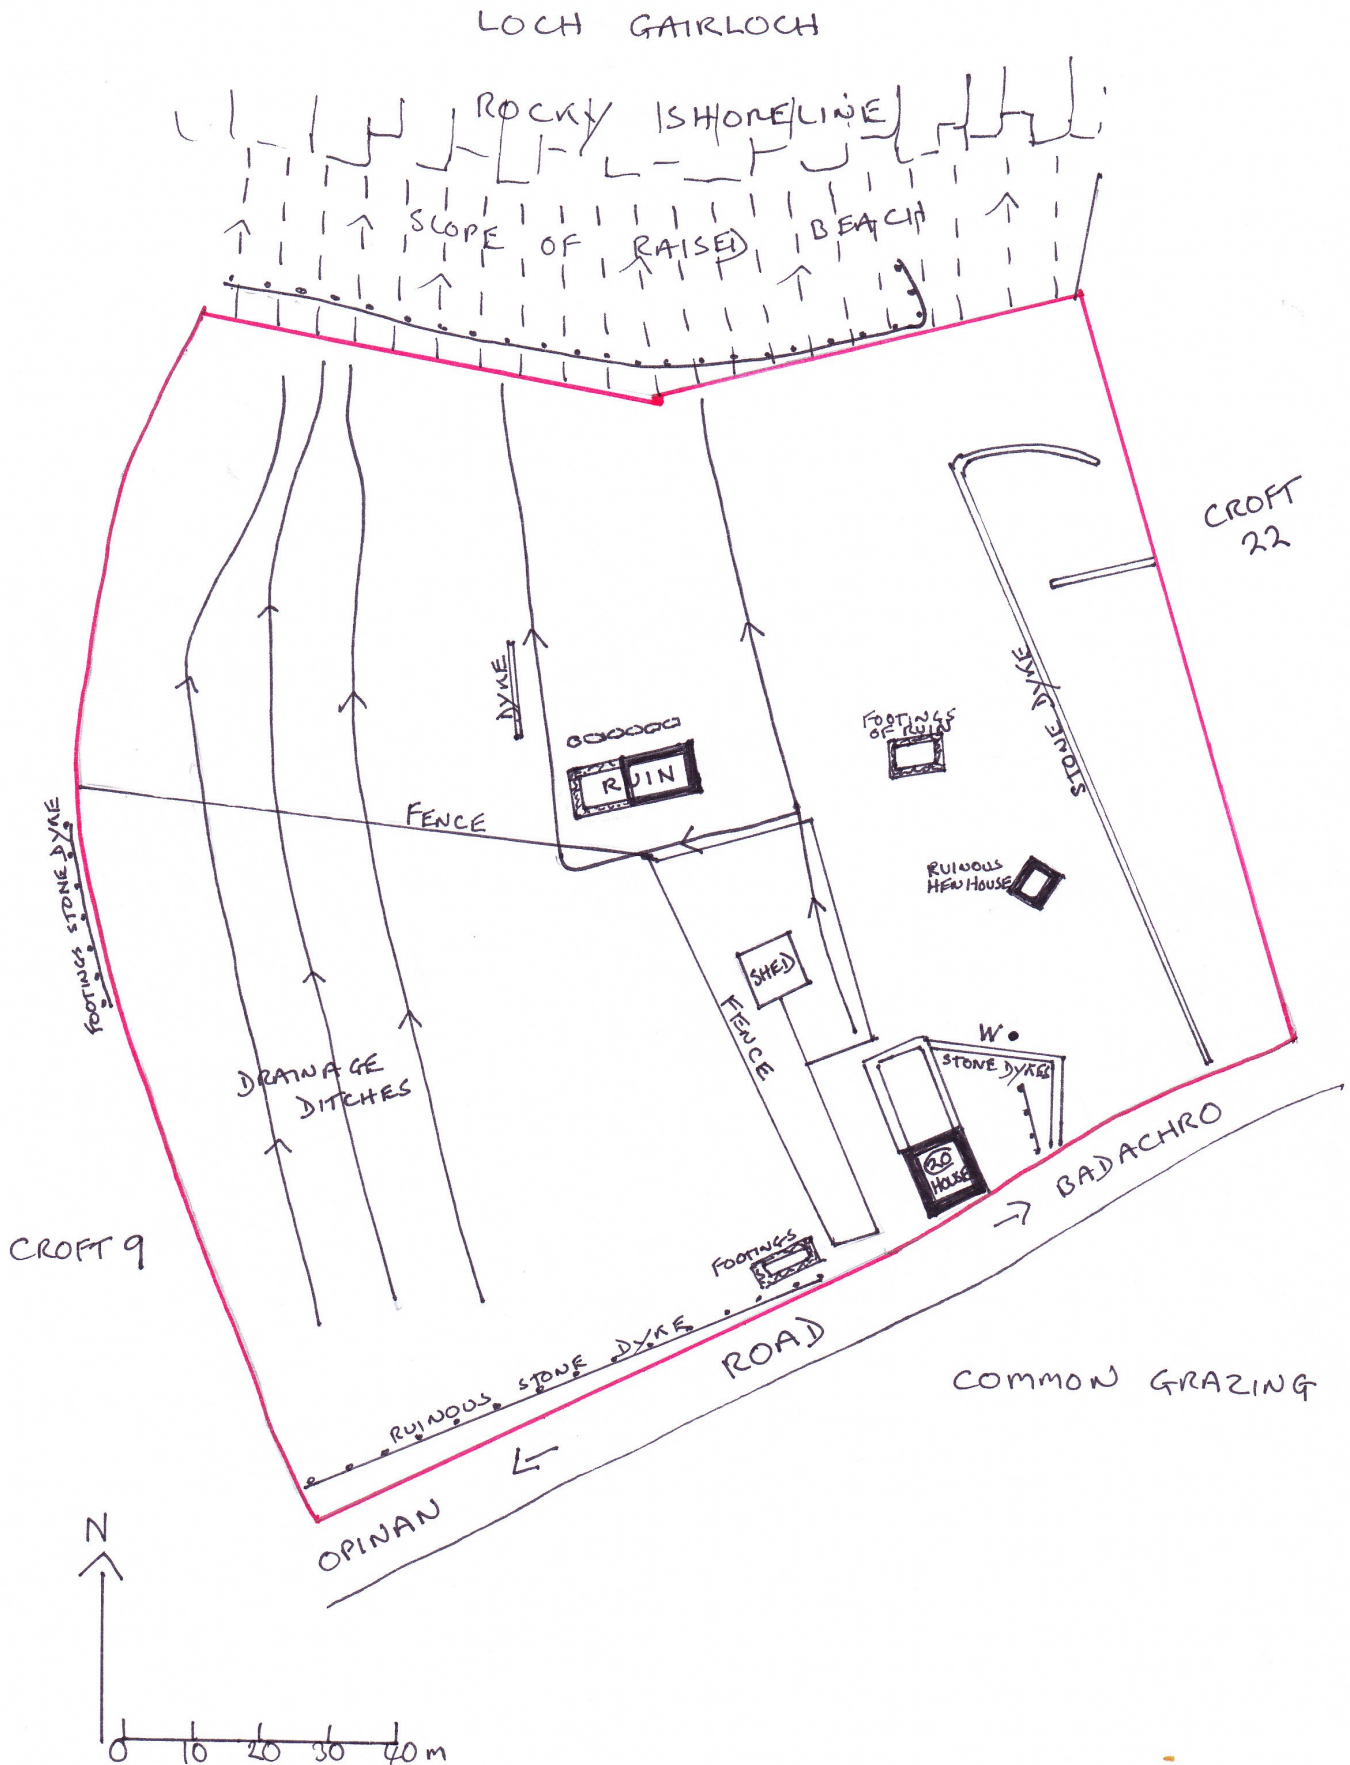 LOCH GAIRLOCH
ROCKY SHORELINE
SLOPE OF RAISED BEACH
CROFT
22
DYKE
STONE DYKE
FOOTINGS
OF RUIN
RUIN
FENCE
FOOTINGS STONE DYKE
RUINOUS
HEN HOUSE
SHED
FENCE
W
STONE DYKES
DRAINAGE
DITCHES
20
HOUSE
BADACHRO
CROFT 9
FOOTINGS
RUINOUS STONE DYKE
ROAD
COMMON GRAZING
OPINAN
N
0 10 20 30 40 m